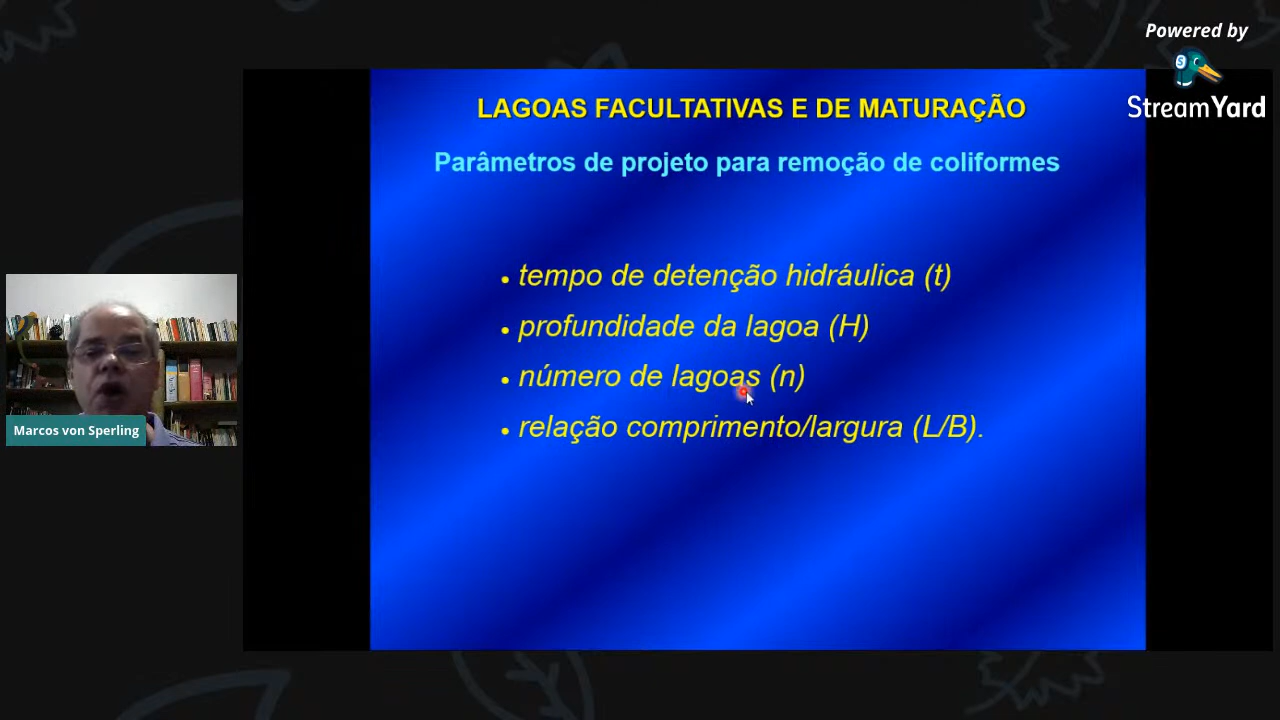 Powered by
StreamYard
LAGOAS FACULTATIVAS E DE MATURAÇÃO
Parâmetros de projeto para remoção de coliformes
• tempo de detenção hidráulica (t)
• profundidade da lagoa (H)
• número de lagoas (n)
• relação comprimento/largura (L/B).
Marcos von Sperling